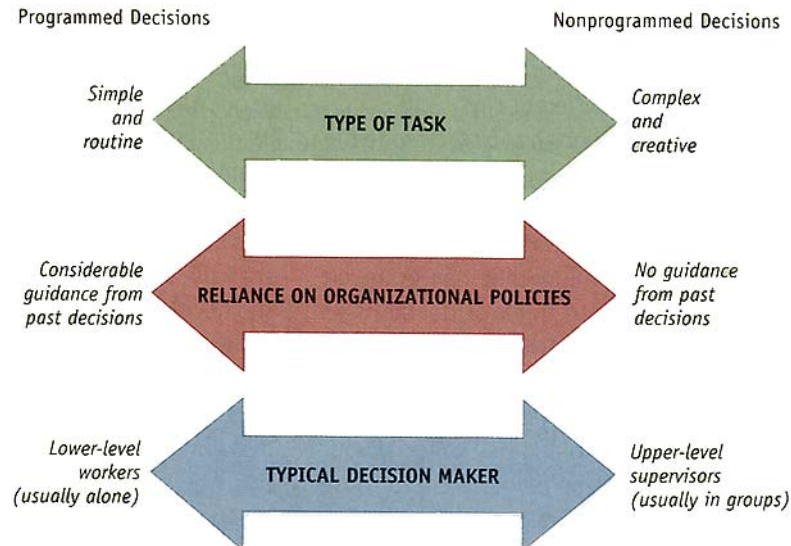 Programmed Decisions
Nonprogrammed Decisions
Simple
and
routine
TYPE OF TASK
Complex
and
creative
Considerable
guidance from
past decisions
RELIANCE ON ORGANIZATIONAL POLICIES
No guidance
from past
decisions
Lower-level
workers
(usually alone)
TYPICAL DECISION MAKER
Upper-level
supervisors
(usually in groups)